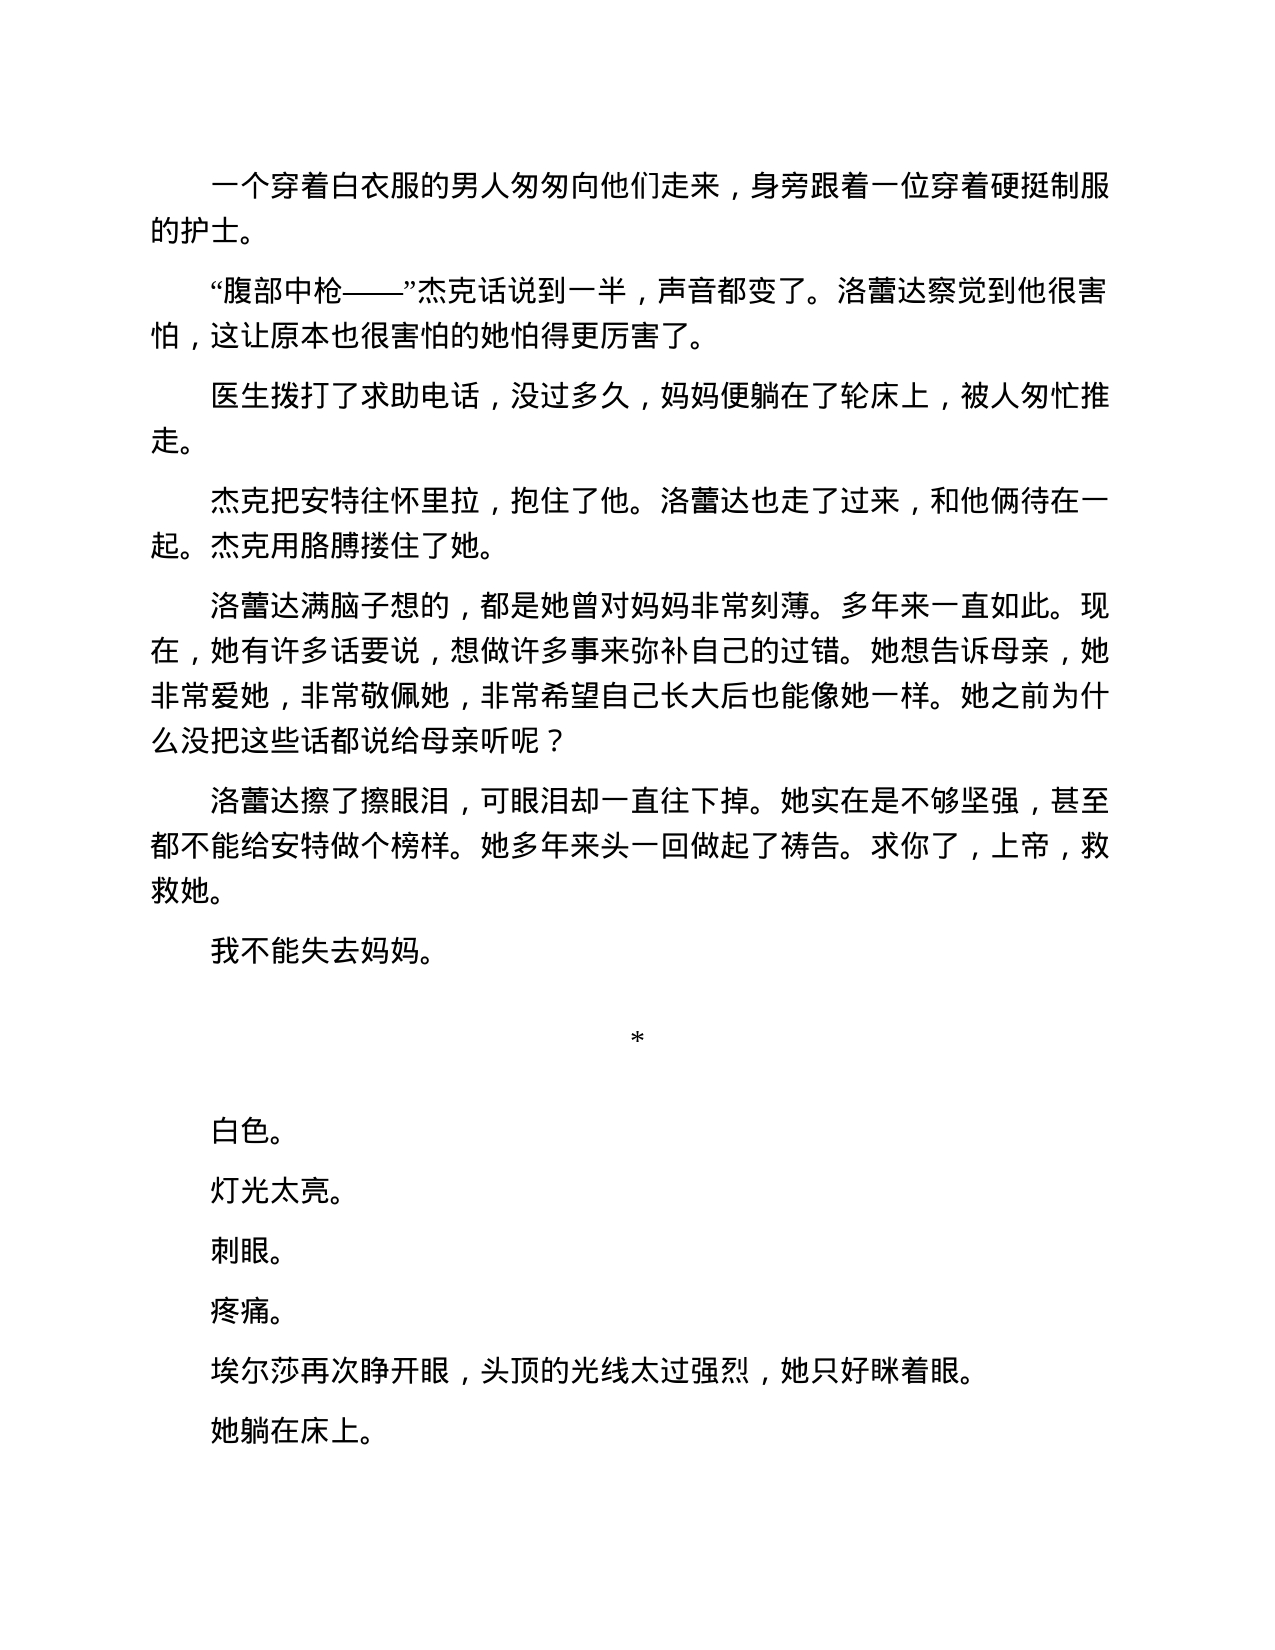 一个穿着白衣服的男人匆匆向他们走来，身旁跟着一位穿着硬挺制服
的护士。
“腹部中枪——”杰克话说到一半，声音都变了。洛蕾达察觉到他很害
怕，这让原本也很害怕的她怕得更厉害了。
医生拨打了求助电话，没过多久，妈妈便躺在了轮床上，被人匆忙推
走。
杰克把安特往怀里拉，抱住了他。洛蕾达也走了过来，和他俩待在一
起。杰克用胳膊搂住了她。
洛蕾达满脑子想的，都是她曾对妈妈非常刻薄。多年来一直如此。现
在，她有许多话要说，想做许多事来弥补自己的过错。她想告诉母亲，她
非常爱她，非常敬佩她，非常希望自己长大后也能像她一样。她之前为什
么没把这些话都说给母亲听呢？
洛蕾达擦了擦眼泪，可眼泪却一直往下掉。她实在是不够坚强，甚至
都不能给安特做个榜样。她多年来头一回做起了祷告。求你了，上帝，救
救她。
我不能失去妈妈。
*
白色。
灯光太亮。
刺眼。
疼痛。
埃尔莎再次睁开眼，头顶的光线太过强烈，她只好眯着眼。
她躺在床上。